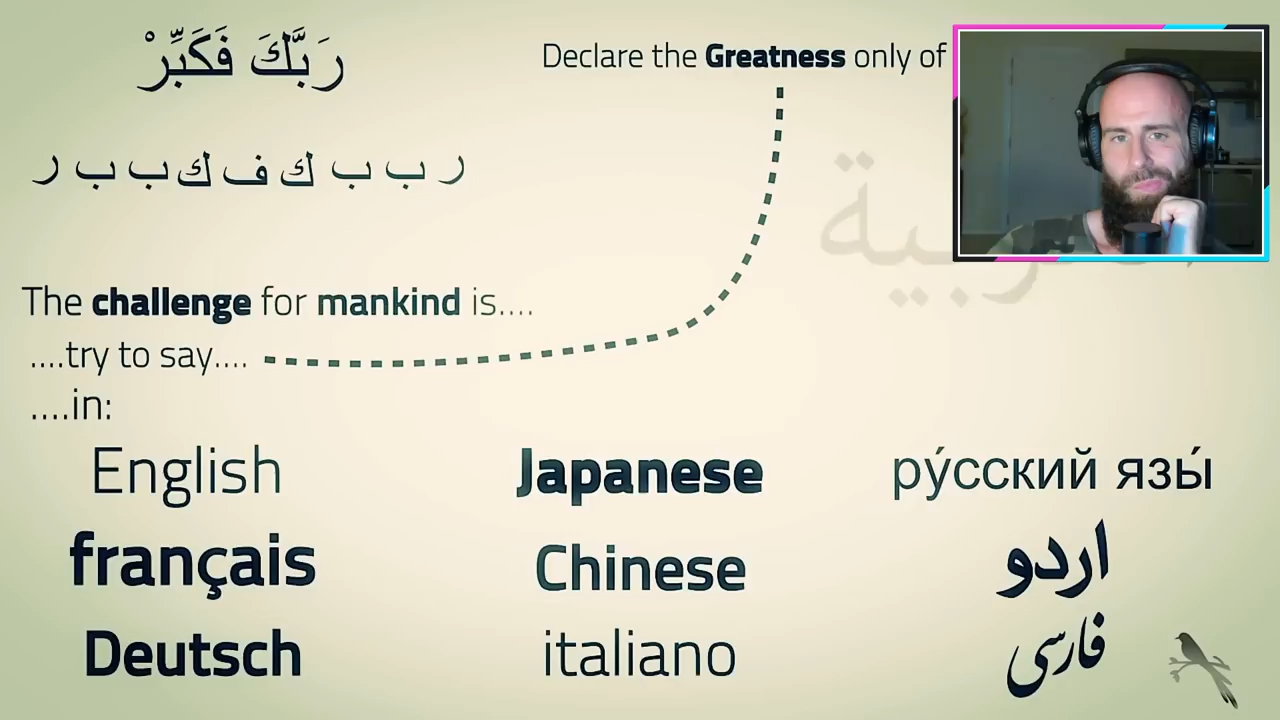 رَبَّكَ فَكَبِّرْ
Declare the Greatness only of
ر ب ب ك ف ك ب ب ر
The challenge for mankind is....
....try to say....
....in:
English
Japanese
ру́сский язы́
français
Chinese
اردو
Deutsch
italiano
فارسی